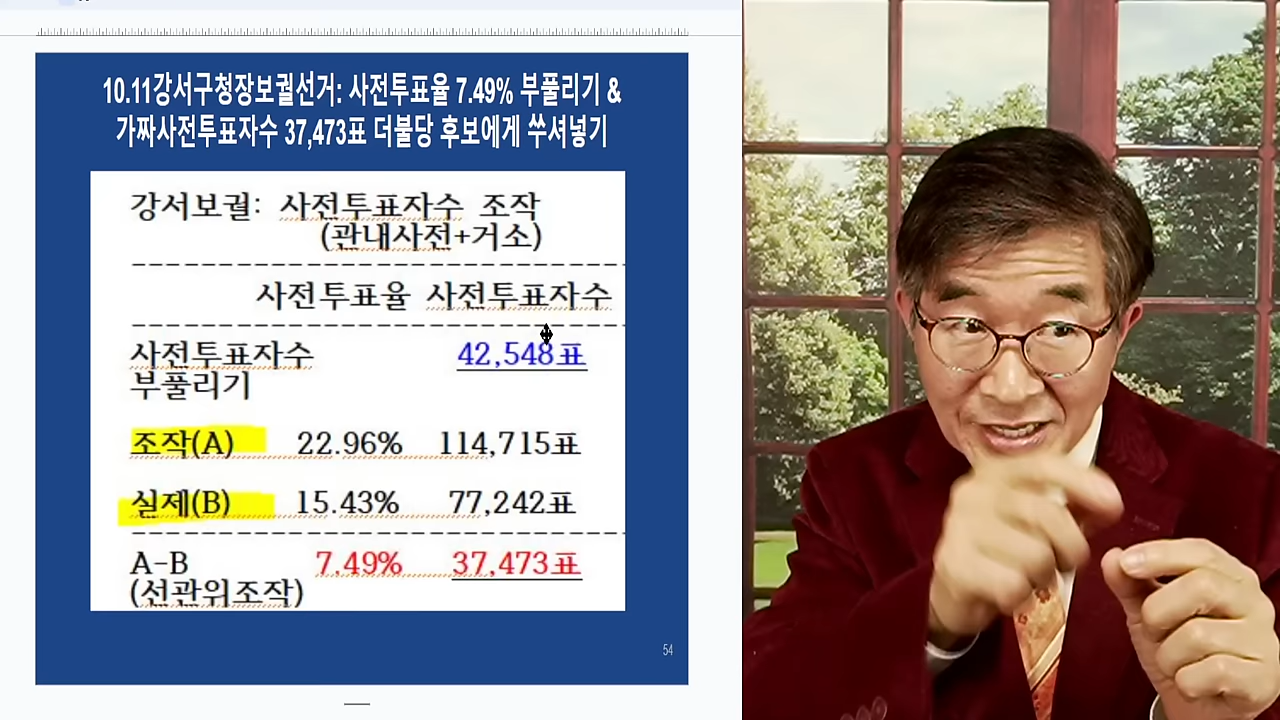 10.11강서구청장보궐선거: 사전투표율 7.49% 부풀리기 &
가짜사전투표자수 37,473표 더불당 후보에게 쑤셔넣기
강서보궐: 사전투표자수 조작
(관내사전+거소)
사전투표율 사전투표자수
사전투표자수 42,548표
부풀리기
조작(A) 22.96% 114,715표
실제(B) 15.43% 77,242표
A-B 7.49% 37,473표
(선관위조작)
54